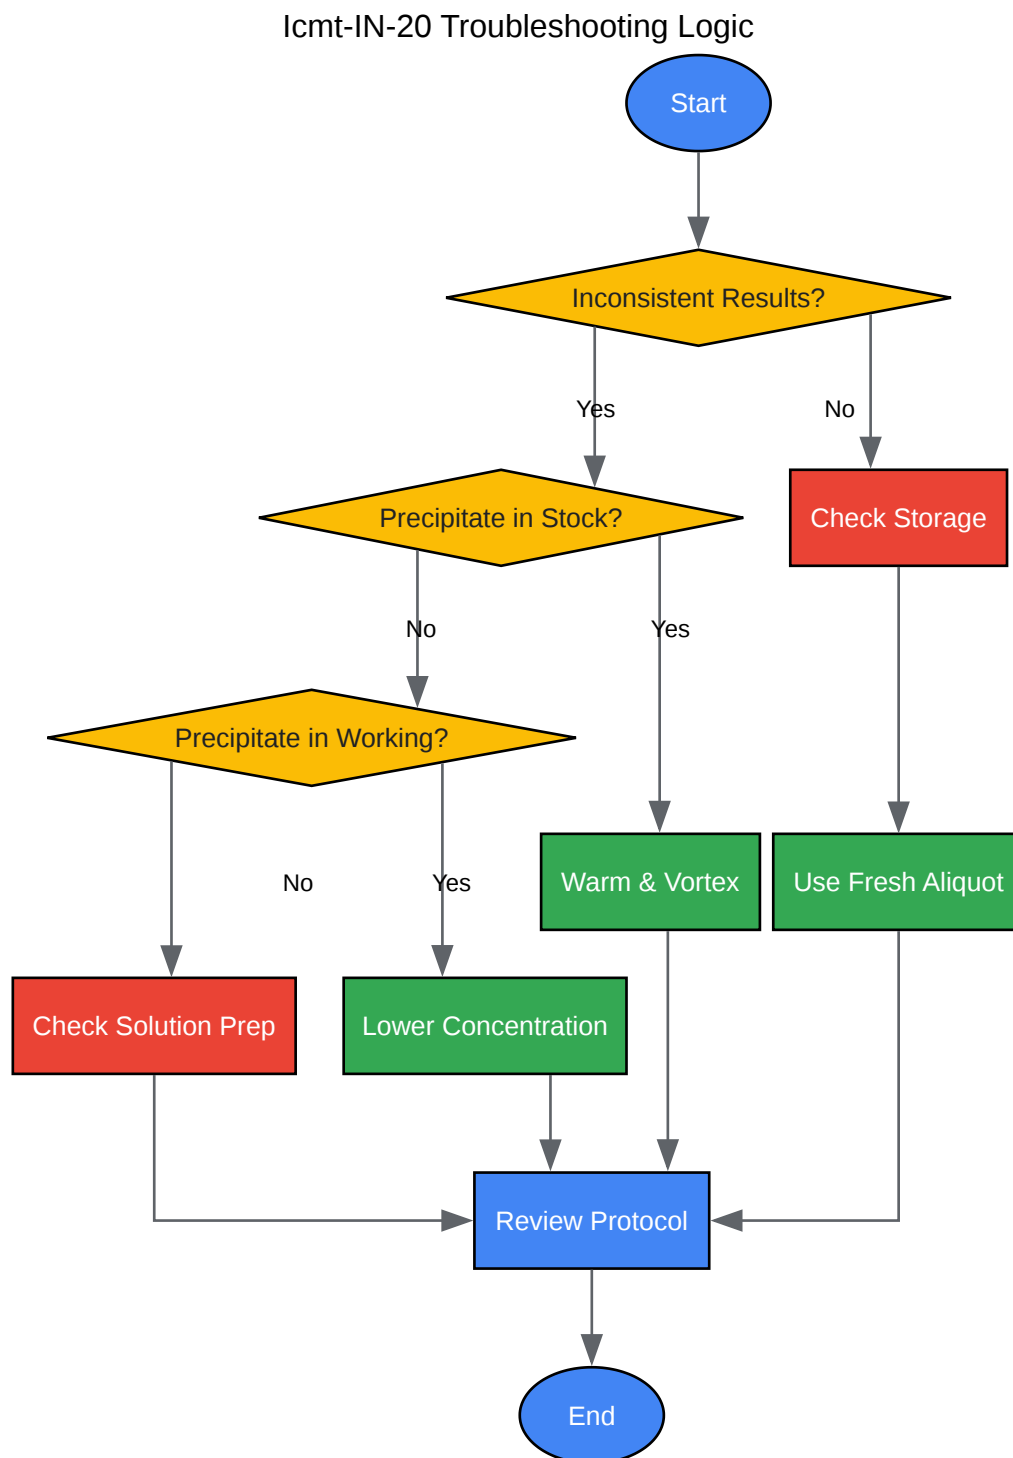 Icmt-IN-20 Troubleshooting Logic
Start
Inconsistent Results?
Yes
No
Precipitate in Stock?
Check Storage
No
Yes
Precipitate in Working?
No
Yes
Warm & Vortex
Use Fresh Aliquot
Check Solution Prep
Lower Concentration
Review Protocol
End